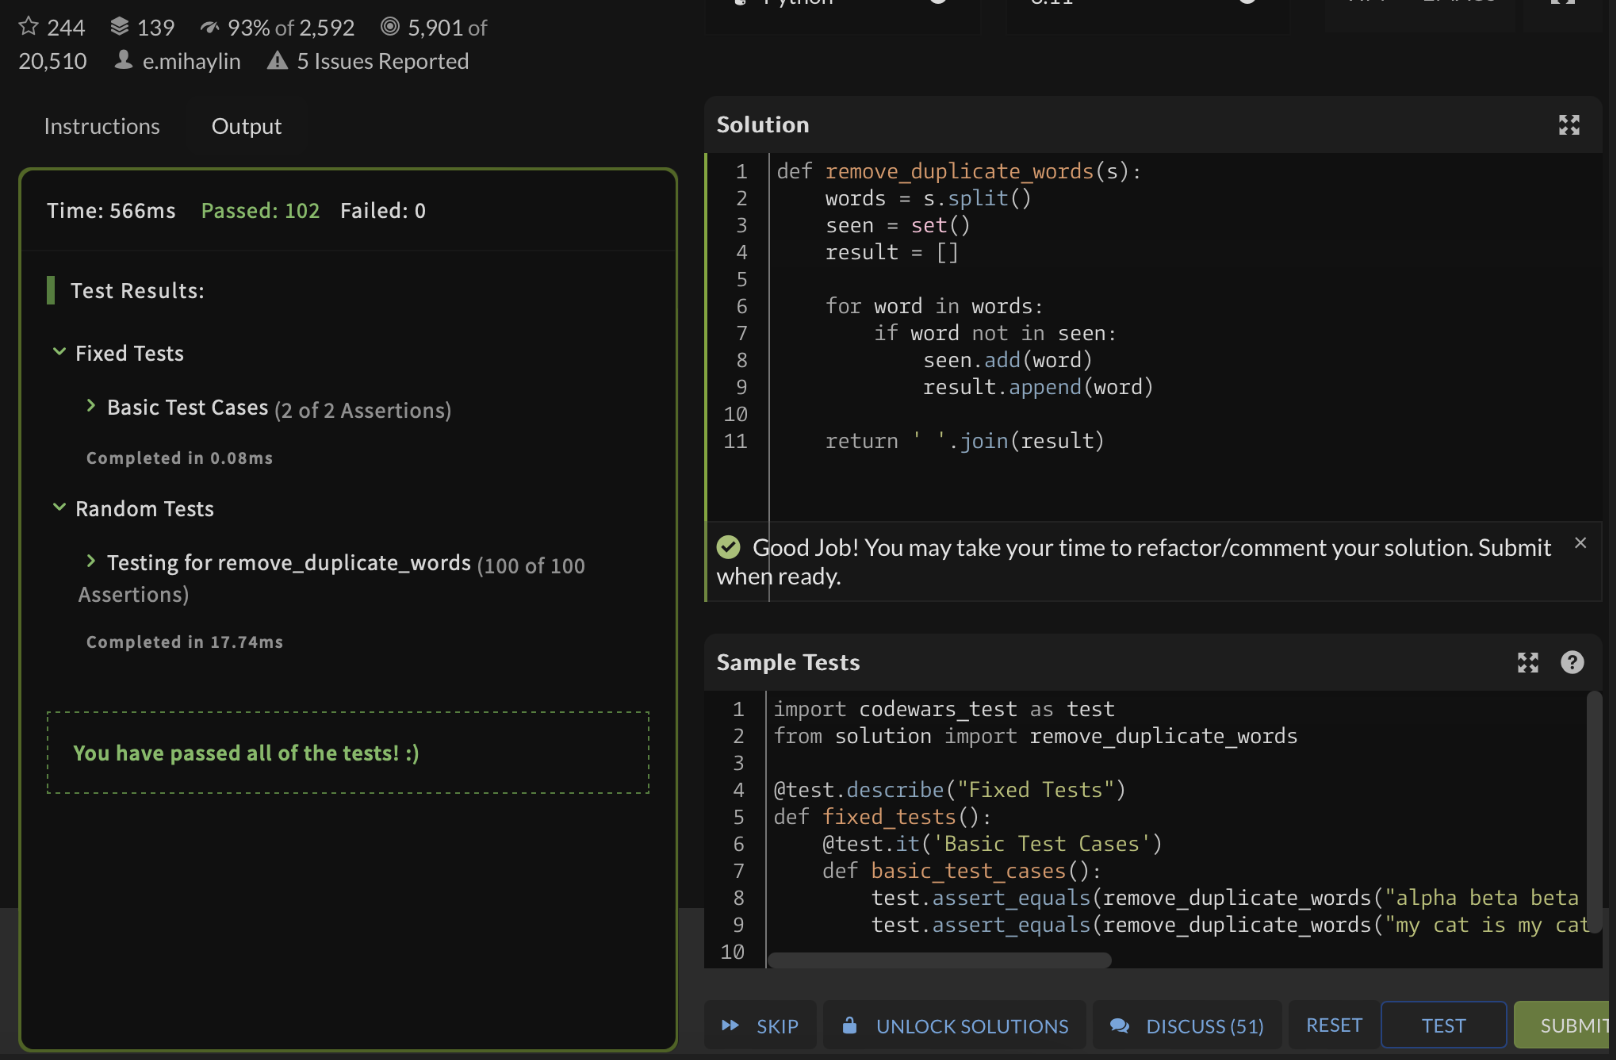 244 139 93% of 2,592 5,901 of
20,510 e.mihaylin 5 Issues Reported
Instructions Output
Time: 566ms Passed: 102 Failed: 0
Test Results:
Fixed Tests
Basic Test Cases (2 of 2 Assertions)
Completed in 0.08ms
Random Tests
Testing for remove_duplicate_words (100 of 100
Assertions)
Completed in 17.74ms
You have passed all of the tests! :)
Solution
1 def remove_duplicate_words(s):
2     words = s.split()
3     seen = set()
4     result = []
5
6     for word in words:
7         if word not in seen:
8             seen.add(word)
9             result.append(word)
10
11     return ' '.join(result)
Good Job! You may take your time to refactor/comment your solution. Submit
when ready.
Sample Tests
1 import codewars_test as test
2 from solution import remove_duplicate_words
3
4 @test.describe("Fixed Tests")
5 def fixed_tests():
6     @test.it('Basic Test Cases')
7     def basic_test_cases():
8         test.assert_equals(remove_duplicate_words("alpha beta beta
9         test.assert_equals(remove_duplicate_words("my cat is my cat
10
SKIP UNLOCK SOLUTIONS DISCUSS (51) RESET TEST SUBMIT